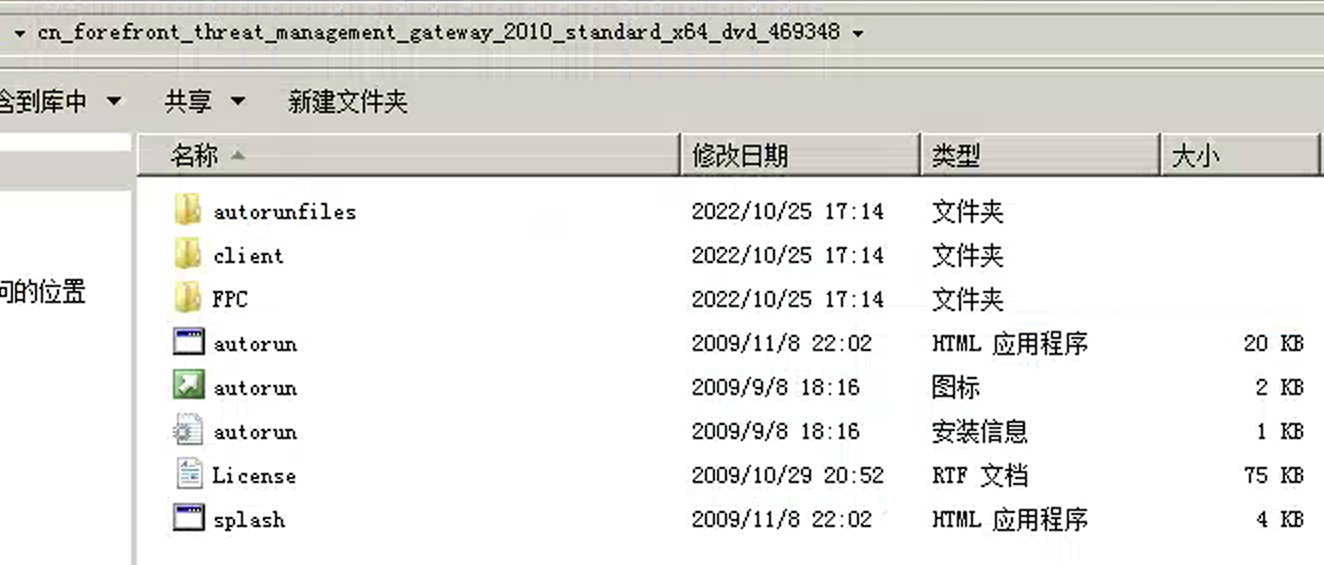 cn_forefront_threat_management_gateway_2010_standard_x64_dvd_469348
含到库中 共享 新建文件夹
名称 修改日期 类型 大小
autorunfiles 2022/10/25 17:14 文件夹
client 2022/10/25 17:14 文件夹
问的位置 FPC 2022/10/25 17:14 文件夹
autorun 2009/11/8 22:02 HTML 应用程序 20 KB
autorun 2009/9/8 18:16 图标 2 KB
autorun 2009/9/8 18:16 安装信息 1 KB
License 2009/10/29 20:52 RTF 文档 75 KB
splash 2009/11/8 22:02 HTML 应用程序 4 KB